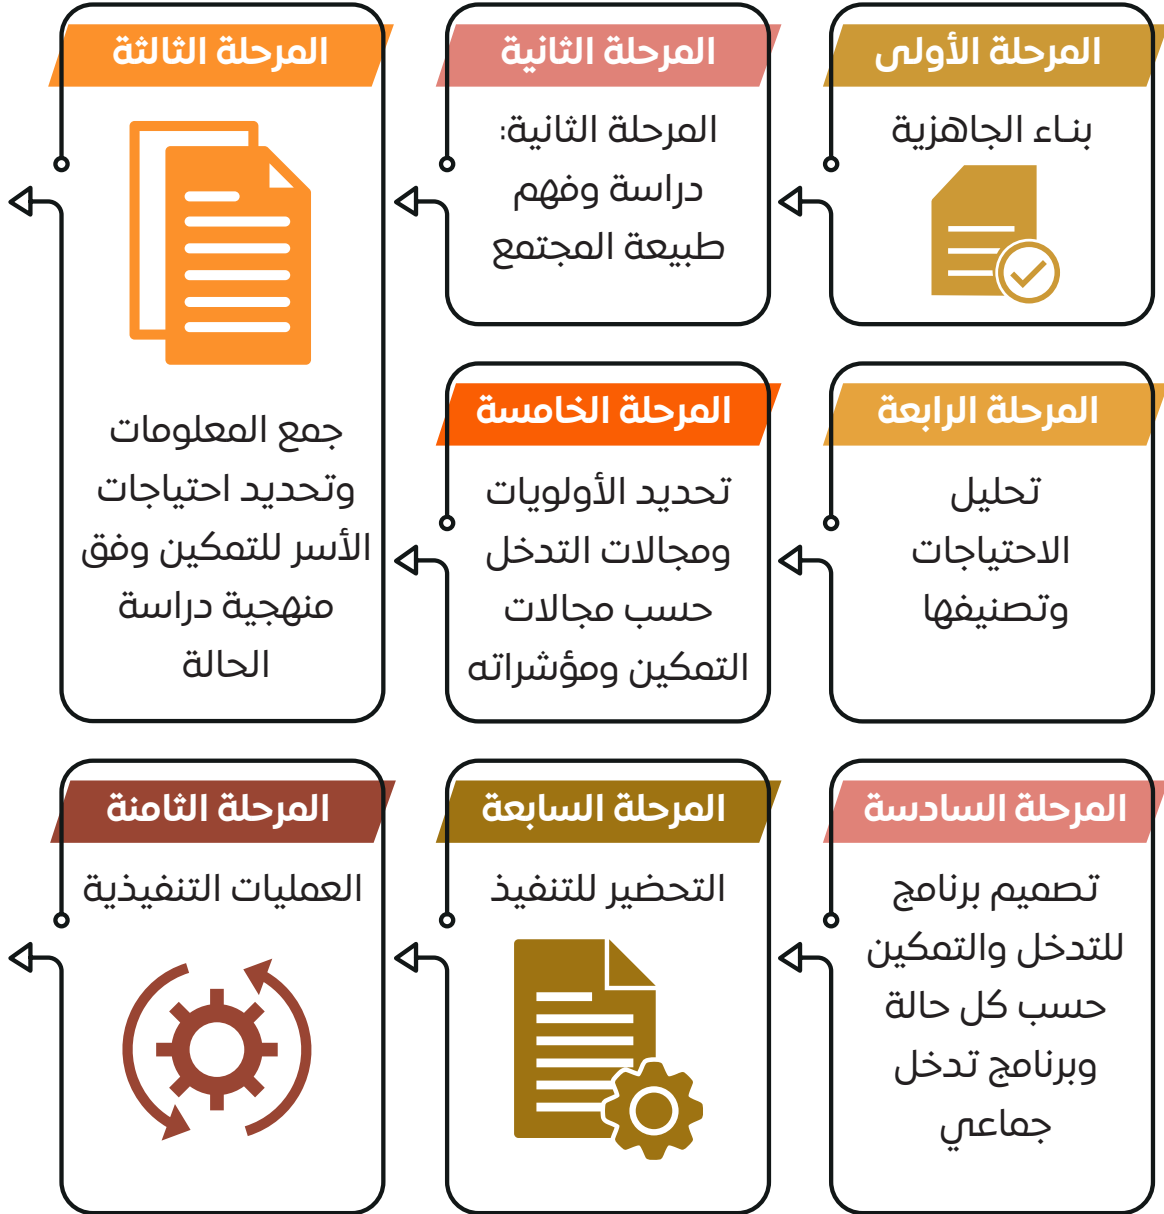 المرحلة الأولى
بناء الجاهزية
المرحلة الثانية
المرحلة الثانية:
دراسة وفهم
طبيعة المجتمع
المرحلة الثالثة
جمع المعلومات
وتحديد احتياجات
الأسر للتمكين وفق
منهجية دراسة
الحالة
المرحلة الرابعة
تحليل
الاحتياجات
وتصنيفها
المرحلة الخامسة
تحديد الأولويات
ومجالات التدخل
حسب مجالات
التمكين ومؤشراته
المرحلة السادسة
تصميم برنامج
للتدخل والتمكين
حسب كل حالة
وبرنامج تدخل
جماعي
المرحلة السابعة
التحضير للتنفيذ
المرحلة الثامنة
العمليات التنفيذية